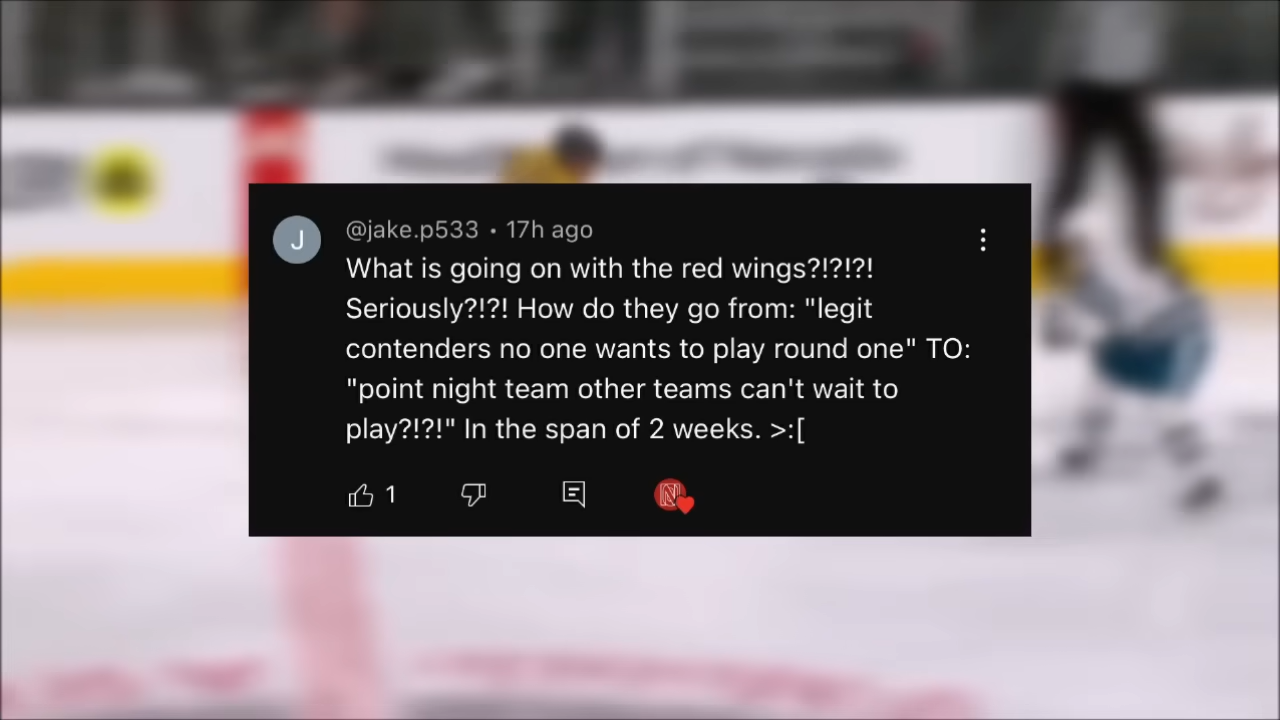 @jake.p533 • 17h ago
What is going on with the red wings?!?!?!
Seriously?!?! How do they go from: "legit
contenders no one wants to play round one" TO:
"point night team other teams can't wait to
play?!?!" In the span of 2 weeks. >:[
J
1
N